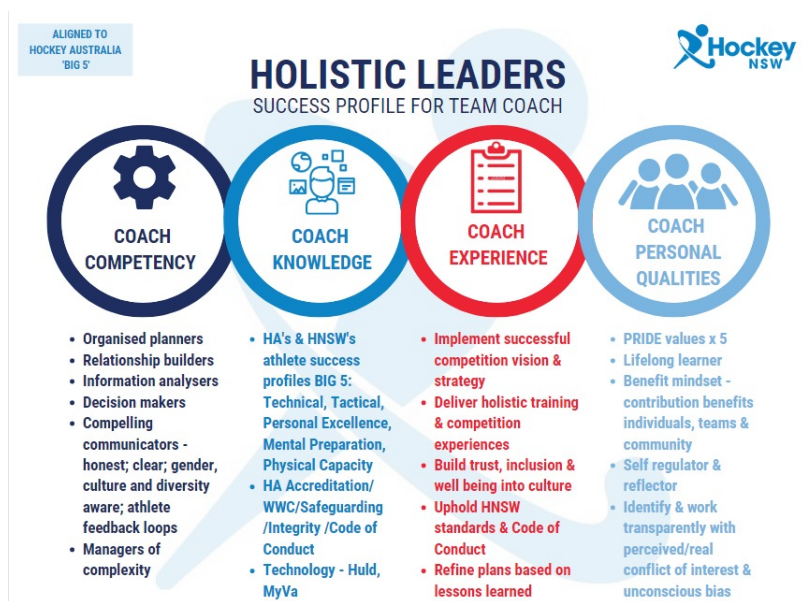 ALIGNED TO
HOCKEY AUSTRALIA
'BIG 5'
Hockey
NSW
HOLISTIC LEADERS
SUCCESS PROFILE FOR TEAM COACH
COACH
COMPETENCY
• Organised planners
• Relationship builders
• Information analysers
• Decision makers
• Compelling
communicators -
honest; clear; gender,
culture and diversity
aware; athlete
feedback loops
• Managers of
complexity
COACH
KNOWLEDGE
• HA's & HNSW's
athlete success
profiles BIG 5:
Technical, Tactical,
Personal Excellence,
Mental Preparation,
Physical Capacity
• HA Accreditation/
WWC/Safeguarding
/Integrity /Code of
Conduct
• Technology - Huld,
MyVa
COACH
EXPERIENCE
• Implement successful
competition vision &
strategy
• Deliver holistic training
& competition
experiences
• Build trust, inclusion &
well being into culture
• Uphold HNSW
standards & Code of
Conduct
• Refine plans based on
lessons learned
COACH
PERSONAL
QUALITIES
• PRIDE values x 5
• Lifelong learner
• Benefit mindset -
contribution benefits
individuals, teams &
community
• Self regulator &
reflector
• Identify & work
transparently with
perceived/real
conflict of interest &
unconscious bias